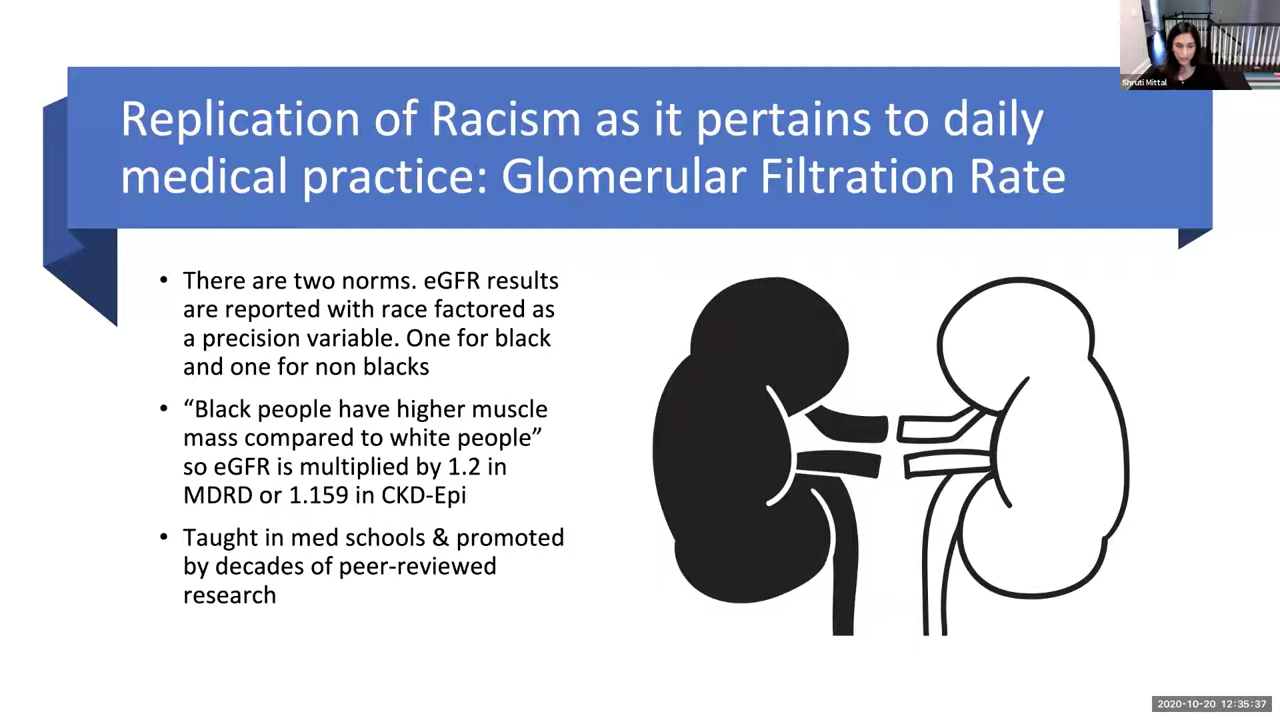 Shruti Mittal
Replication of Racism as it pertains to daily
medical practice: Glomerular Filtration Rate
• There are two norms. eGFR results
are reported with race factored as
a precision variable. One for black
and one for non blacks
• “Black people have higher muscle
mass compared to white people”
so eGFR is multiplied by 1.2 in
MDRD or 1.159 in CKD-Epi
• Taught in med schools & promoted
by decades of peer-reviewed
research
2020-10-20 12:35:37